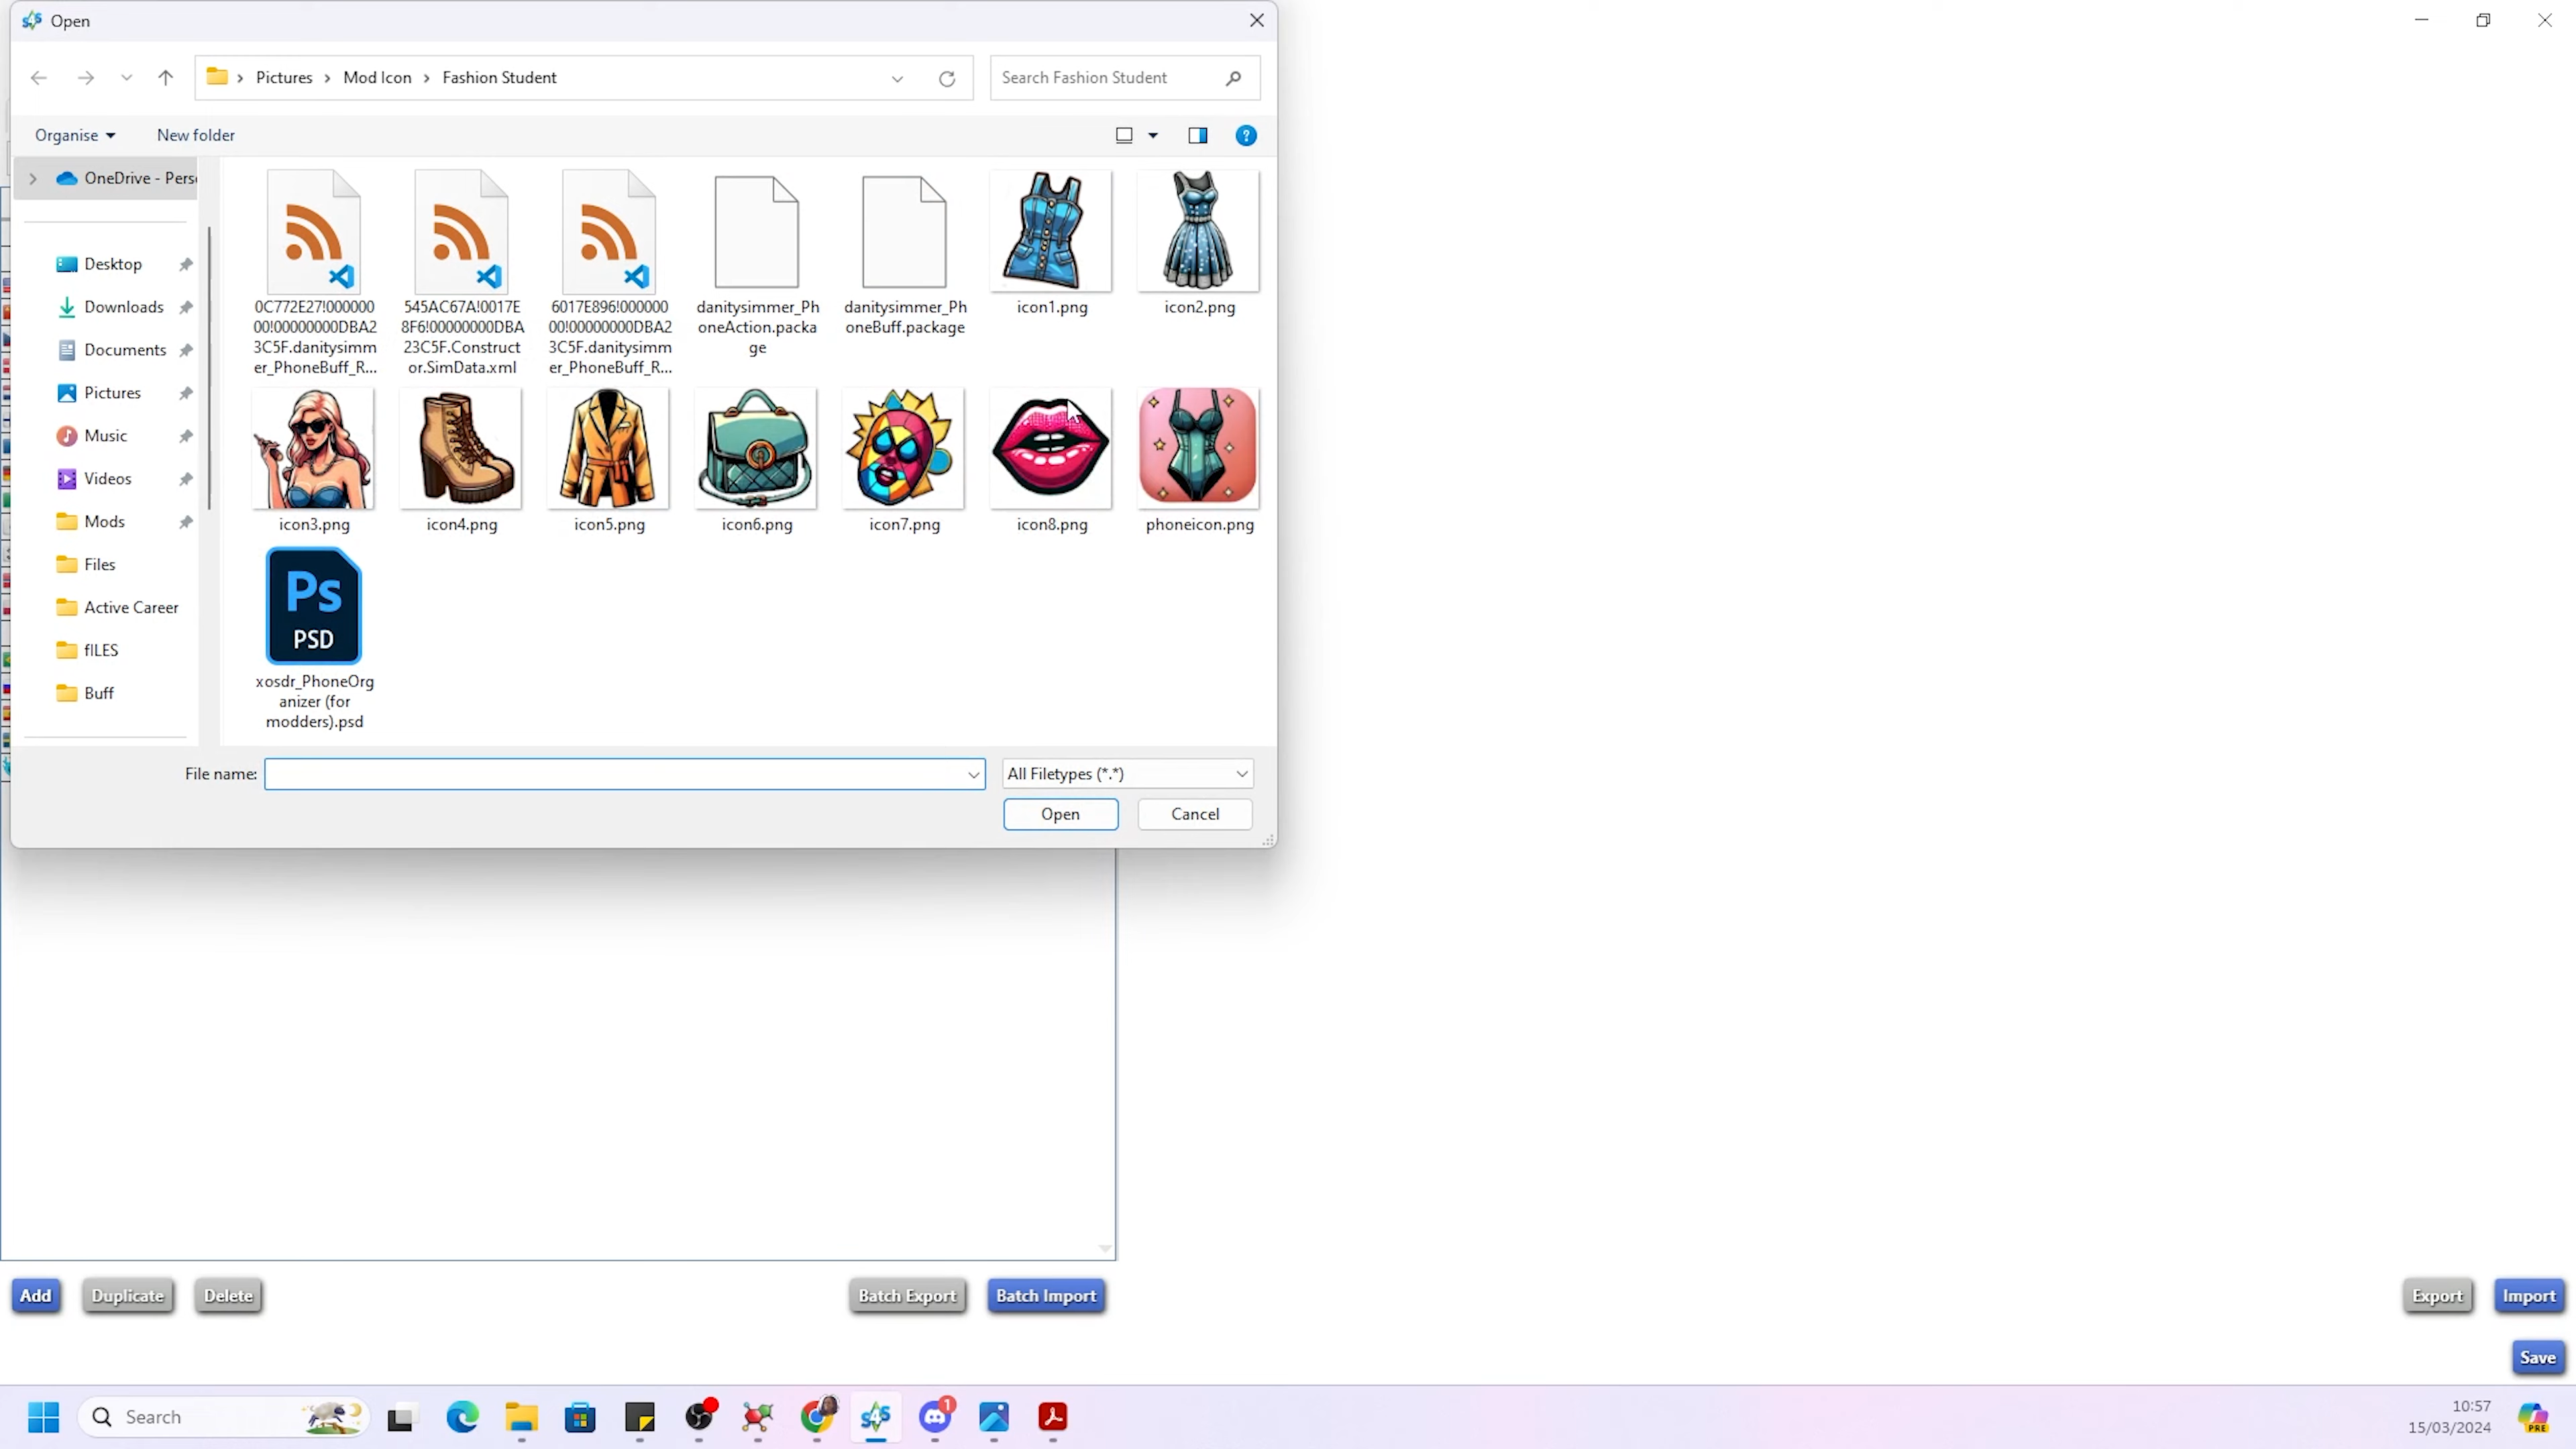 Open
Pictures > Mod Icon > Fashion Student
Search Fashion Student
Organise
New folder
OneDrive - Pers
Desktop
Downloads
Documents
Pictures
Music
Videos
Mods
Files
Active Career
fILES
Buff
0C772E27!000000
00!00000000DBA2
3C5F.danitysimm
er_PhoneBuff_R...
545AC67A!0017E
8F6!00000000DBA
23C5F.Construct
or.SimData.xml
6017E896!000000
00!00000000DBA2
3C5F.danitysimm
er_PhoneBuff_R...
danitysimmer_Ph
oneAction.packa
ge
danitysimmer_Ph
oneBuff.package
icon1.png
icon2.png
icon3.png
icon4.png
icon5.png
icon6.png
icon7.png
icon8.png
phoneicon.png
Ps
PSD
xosdr_PhoneOrg
anizer (for
modders).psd
File name:
All Filetypes (*.*)
Open
Cancel
Add
Duplicate
Delete
Batch Export
Batch Import
Export
Import
Save
Search
S4S
1
10:57
15/03/2024
PRE